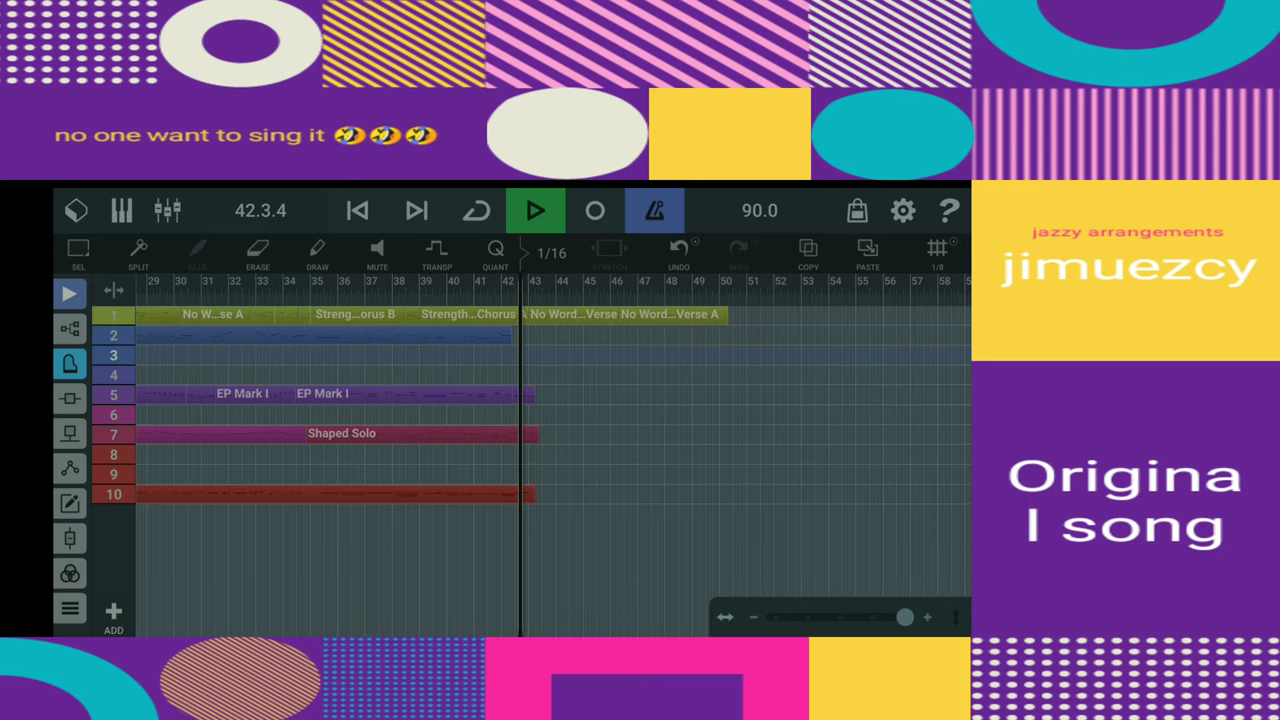 no one want to sing it 🤣🤣🤣
42.3.4
90.0
?
SEL SPLIT GLUE ERASE DRAW MUTE TRANSP QUANT 1/16 STRETCH UNDO REDO COPY PASTE 1/8
29 30 31 32 33 34 35 36 37 38 39 40 41 42 43 44 45 46 47 48 49 50 51 52 53 54 55 56 57 58
1 No W...se A Streng...orus B Strength...Chorus A No Word...Verse No Word...Verse A
2
3
4
5 EP Mark I EP Mark I
6
7 Shaped Solo
8
9
10
ADD
jazzy arrangements
jimuezcy
Origina
l song